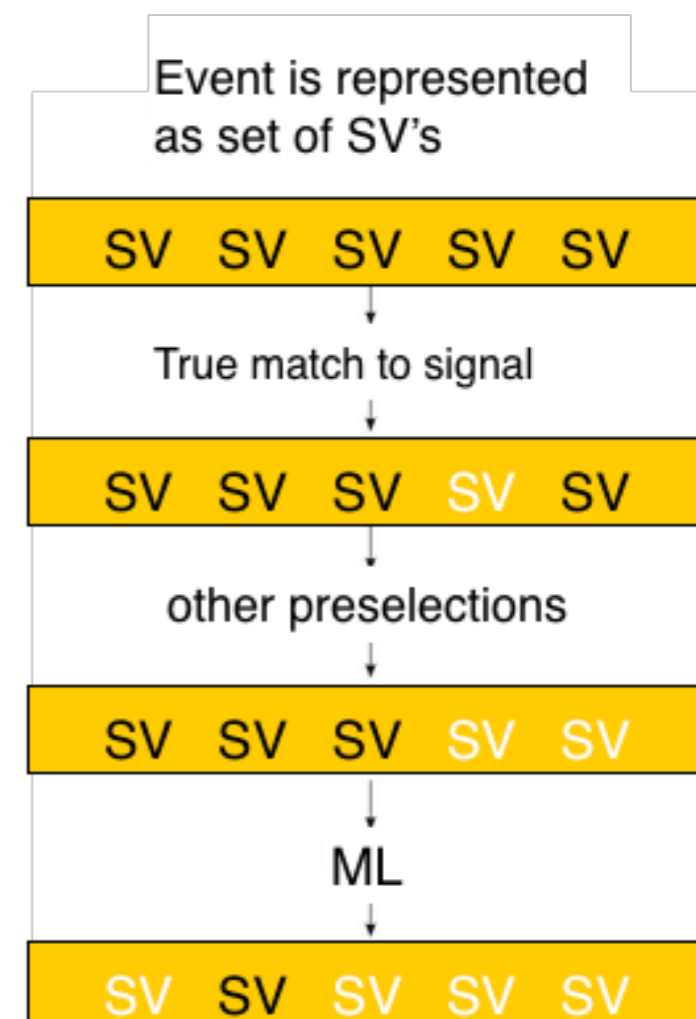 Event is represented
as set of SV's
SV SV SV SV SV
True match to signal
SV SV SV SV SV
other preselections
SV SV SV SV SV
ML
SV SV SV SV SV